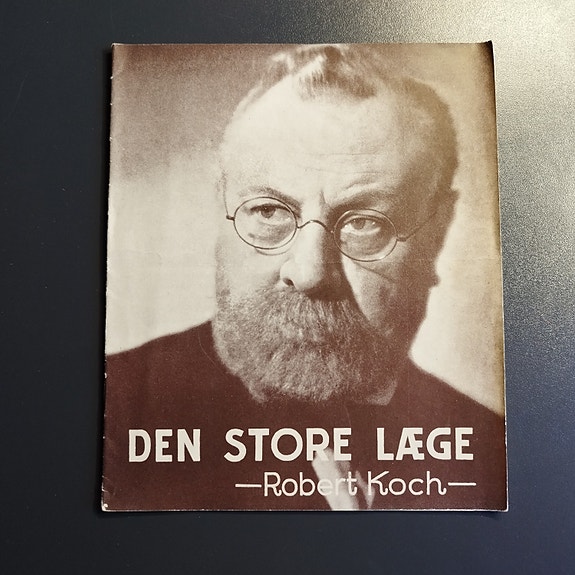 DEN STORE LÆGE
—Robert Koch—